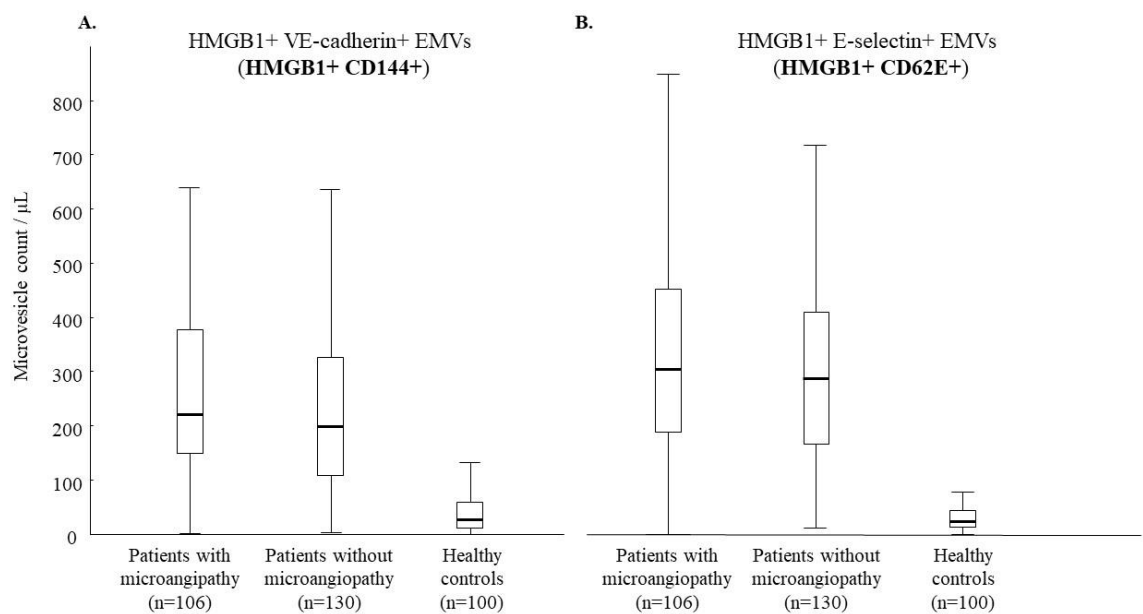 A.
HMGB1+ VE-cadherin+ EMVs
(HMGB1+ CD144+)
B.
HMGB1+ E-selectin+ EMVs
(HMGB1+ CD62E+)
Microvesicle count / μL
800
700
600
500
400
300
200
100
0
Patients with
microangipathy
(n=106)
Patients without
microangiopathy
(n=130)
Healthy
controls
(n=100)
Patients with
microangipathy
(n=106)
Patients without
microangiopathy
(n=130)
Healthy
controls
(n=100)